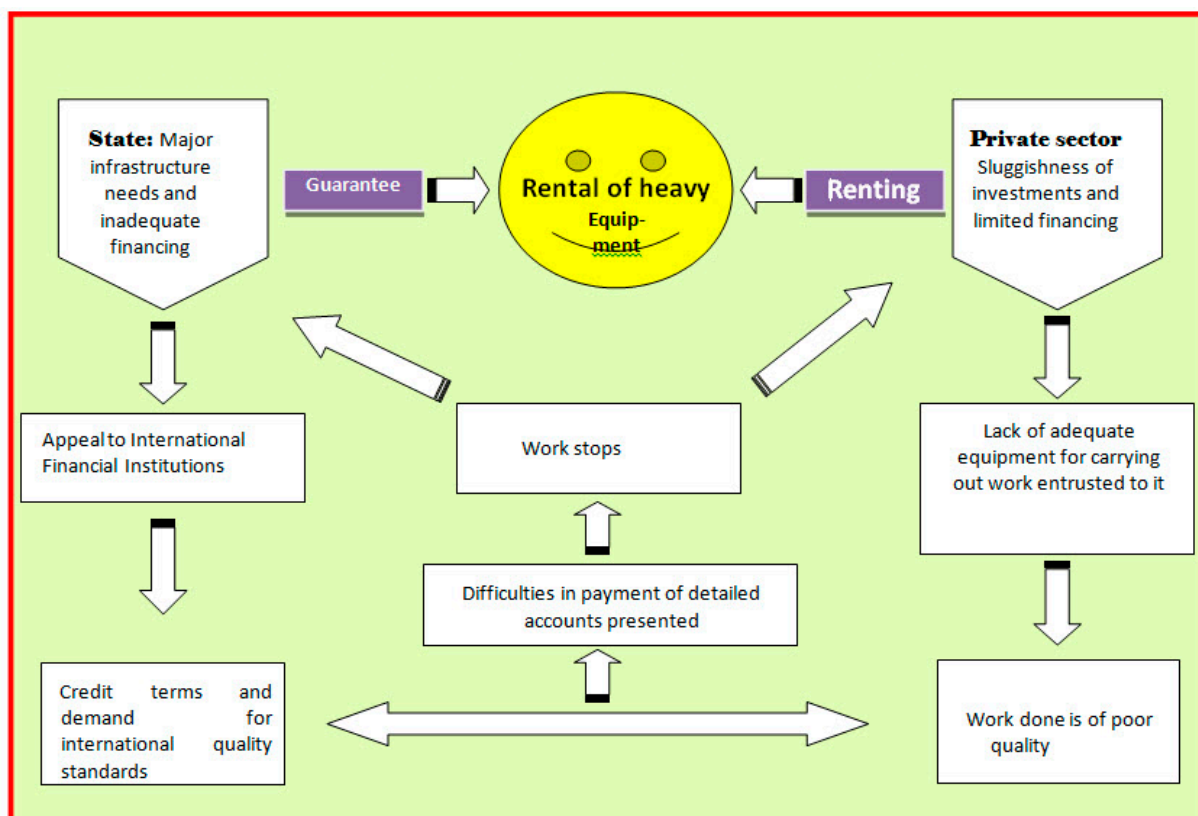 State: Major
infrastructure
needs and
inadequate
financing
Guarantee
Rental of heavy
Equip-
ment
Renting
Private sector
Sluggishness of
investments and
limited financing
Appeal to International
Financial Institutions
Work stops
Lack of adequate
equipment for carrying
out work entrusted to it
Difficulties in payment of detailed
accounts presented
Credit terms and
demand for
international quality
standards
Work done is of poor
quality